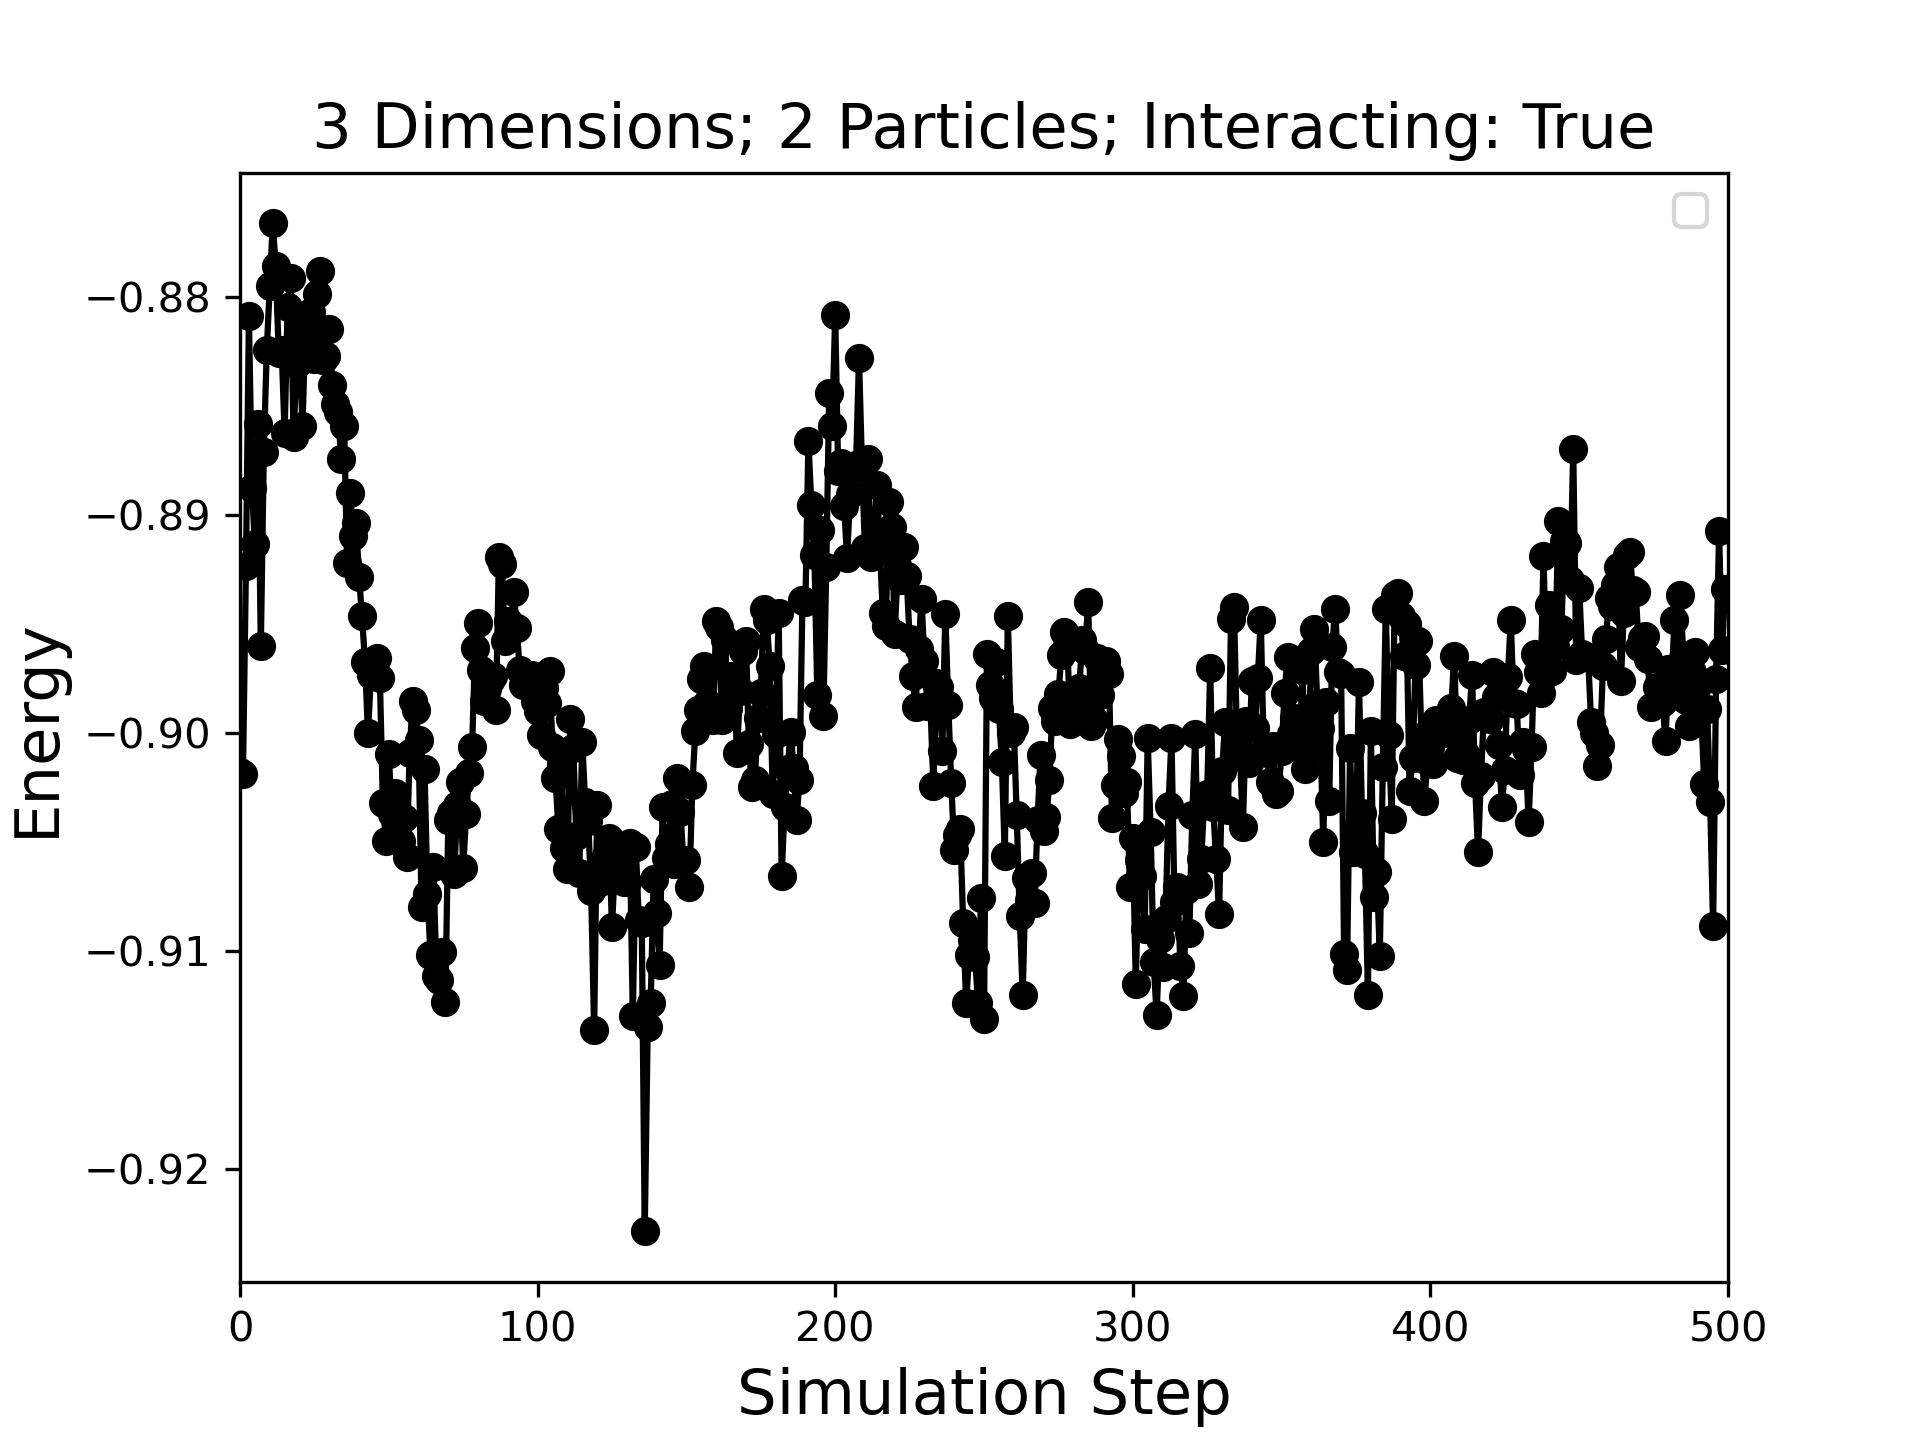 3 Dimensions; 2 Particles; Interacting: True
Energy
−0.88
−0.89
−0.90
−0.91
−0.92
0 100 200 300 400 500
Simulation Step